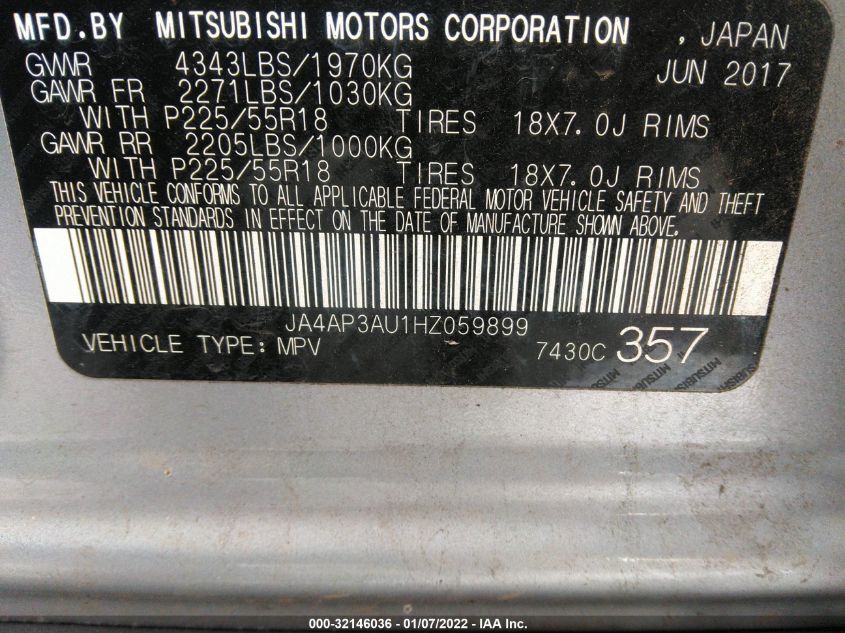 MFD.BY MITSUBISHI MOTORS CORPORATION , JAPAN
GVWR 4343LBS/1970KG JUN 2017
GAWR FR 2271LBS/1030KG
WITH P225/55R18 TIRES 18X7.0J RIMS
GAWR RR 2205LBS/1000KG
WITH P225/55R18 TIRES 18X7.0J RIMS
THIS VEHICLE CONFORMS TO ALL APPLICABLE FEDERAL MOTOR VEHICLE SAFETY AND THEFT
PREVENTION STANDARDS IN EFFECT ON THE DATE OF MANUFACTURE SHOWN ABOVE.
JA4AP3AU1HZ059899
VEHICLE TYPE: MPV 7430C 357
000-32146036 - 01/07/2022 - IAA Inc.